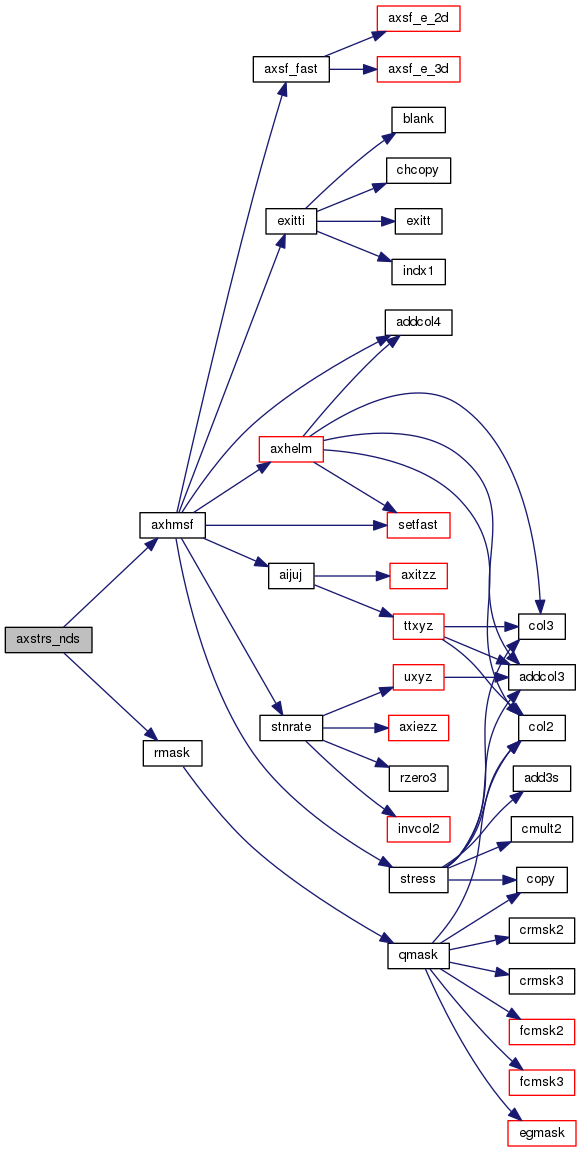 axsf_e_2d
axsf_fast
axsf_e_3d
blank
chcopy
exitti
exitt
indx1
addcol4
axhelm
axhmsf
setfast
aijuj
axitzz
ttxyz
col3
axstrs_nds
uxyz
addcol3
stnrate
axiezz
col2
rmask
rzero3
add3s
invcol2
cmult2
stress
copy
crmsk2
qmask
crmsk3
fcmsk2
fcmsk3
egmask